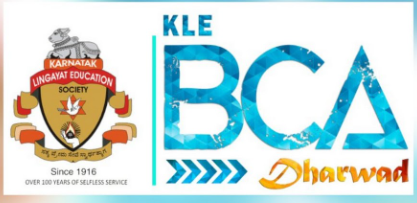 KARNATAK
LINGAYAT EDUCATION
SOCIETY
Since 1916
OVER 100 YEARS OF SELFLESS SERVICE
KLE
BCA
Dharwad